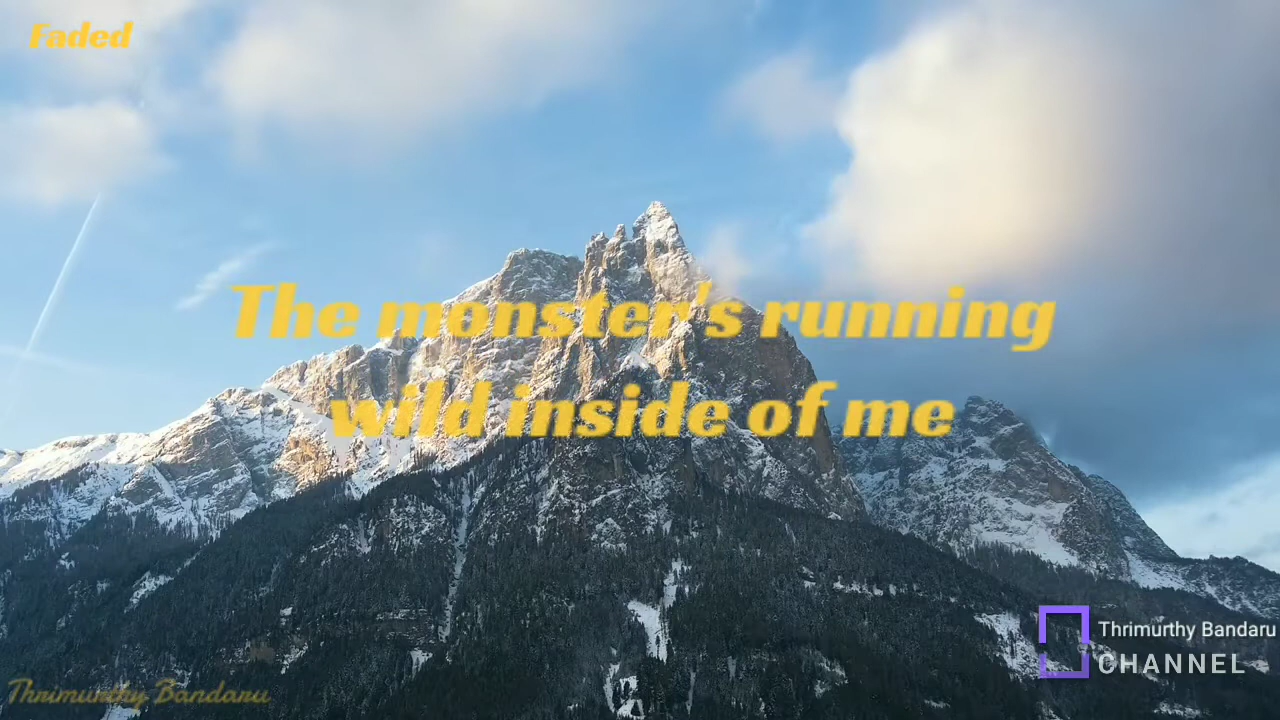 Faded
The monster's running
wild inside of me
Thrimurthy Bandaru
CHANNEL
Thrimurthy Bandaru